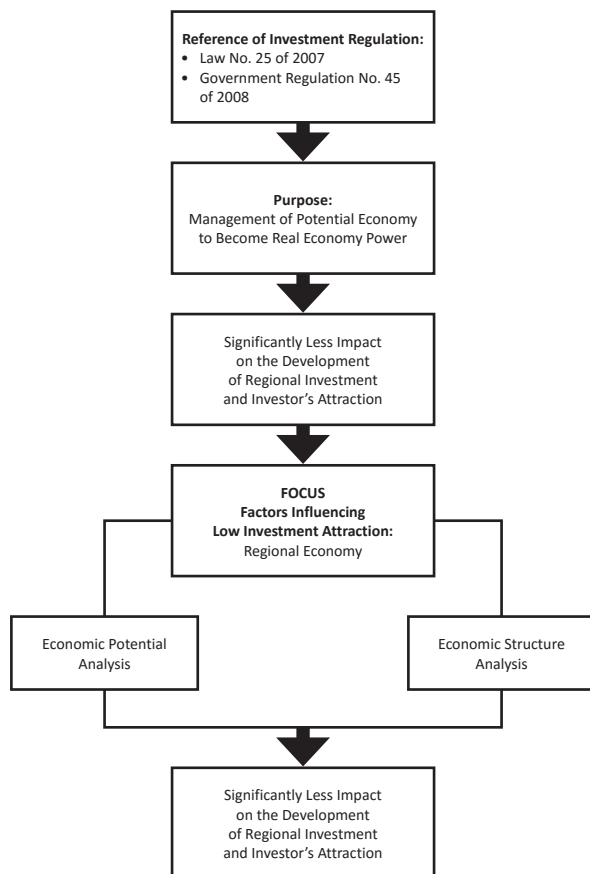 Reference of Investment Regulation:
• Law No. 25 of 2007
• Government Regulation No. 45
of 2008
Purpose:
Management of Potential Economy
to Become Real Economy Power
Significantly Less Impact
on the Development
of Regional Investment
and Investor’s Attraction
FOCUS
Factors Influencing
Low Investment Attraction:
Regional Economy
Economic Potential
Analysis
Economic Structure
Analysis
Significantly Less Impact
on the Development
of Regional Investment
and Investor’s Attraction